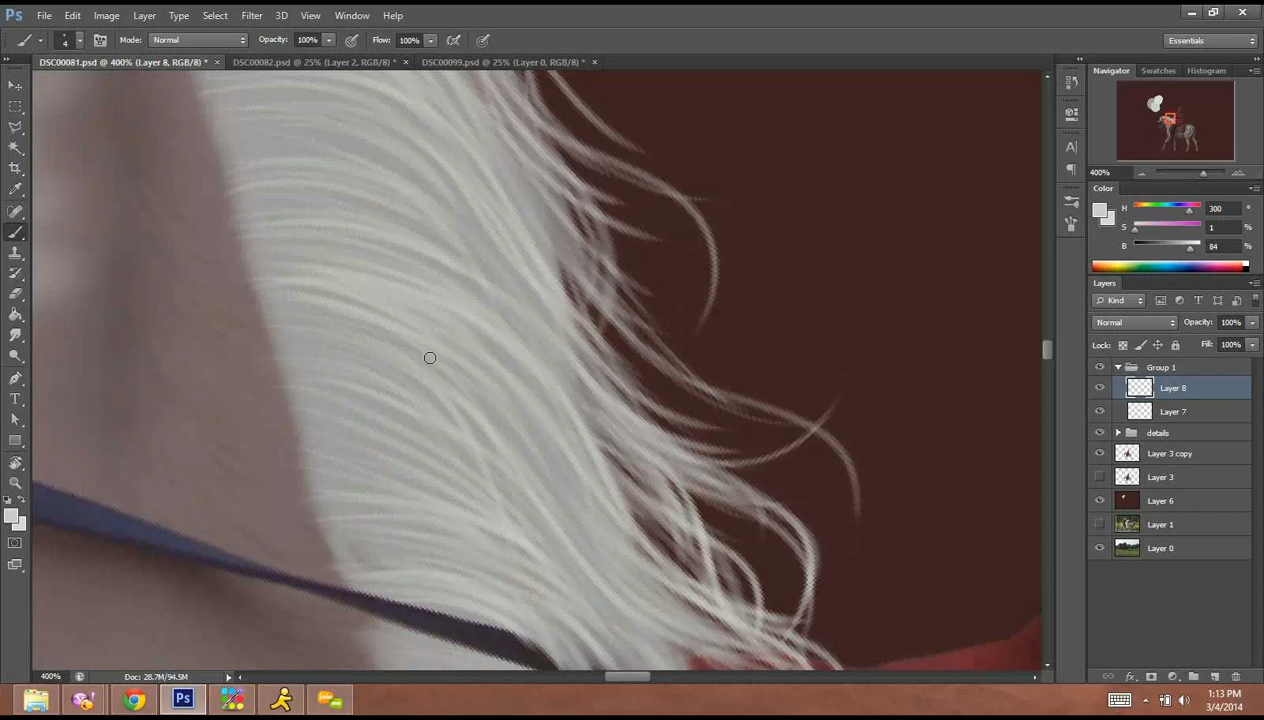 Ps File Edit Image Layer Type Select Filter 3D View Window Help
4 Mode: Normal Opacity: 100% Flow: 100% Essentials
DSC00081.psd @ 400% (Layer 8, RGB/8) * × DSC00082.psd @ 25% (Layer 2, RGB/8) * × DSC00099.psd @ 25% (Layer 0, RGB/8) * ×
Navigator Swatches Histogram
400%
Color
H 300 °
S 1 %
B 84 %
Layers
Kind
Normal Opacity: 100%
Lock: Fill: 100%
Group 1
Layer 8
Layer 7
details
Layer 3 copy
Layer 3
Layer 6
Layer 1
Layer 0
400% Doc: 28.7M/94.5M
fx
Ps
1:13 PM
3/4/2014